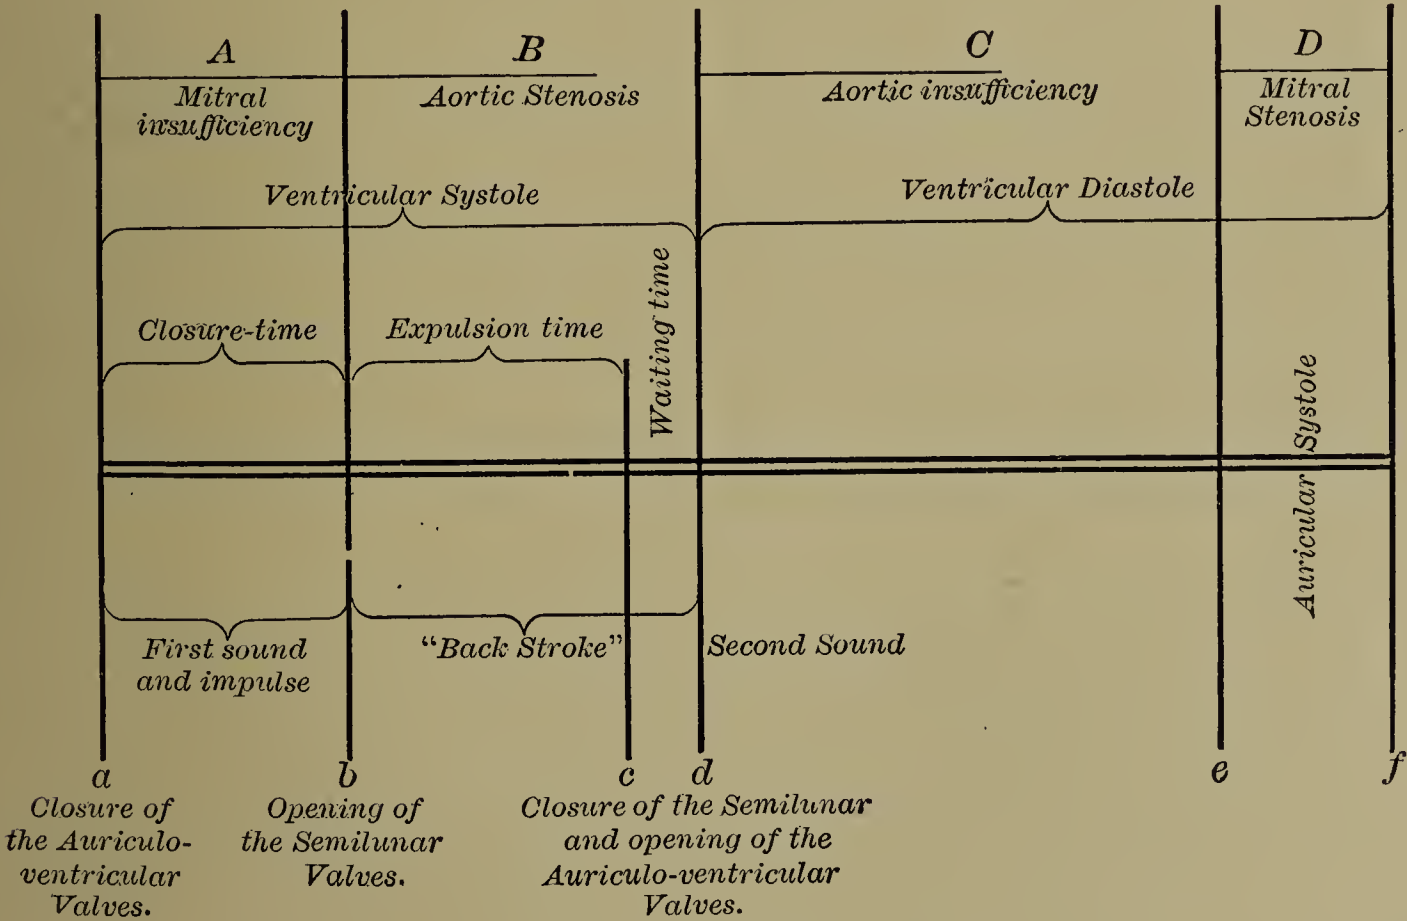 A
B
C
D
Mitral
insufficiency
Aortic Stenosis
Aortic insufficiency
Mitral
Stenosis
Ventricular Systole
Ventricular Diastole
Closure-time
Expulsion time
Waiting time
Auricular Systole
First sound
and impulse
“Back Stroke”
Second Sound
a
b
c
d
e
f
Closure of
the Auriculo-
ventricular
Valves.
Opening of
the Semilunar
Valves.
Closure of the Semilunar
and opening of the
Auriculo-ventricular
Valves.